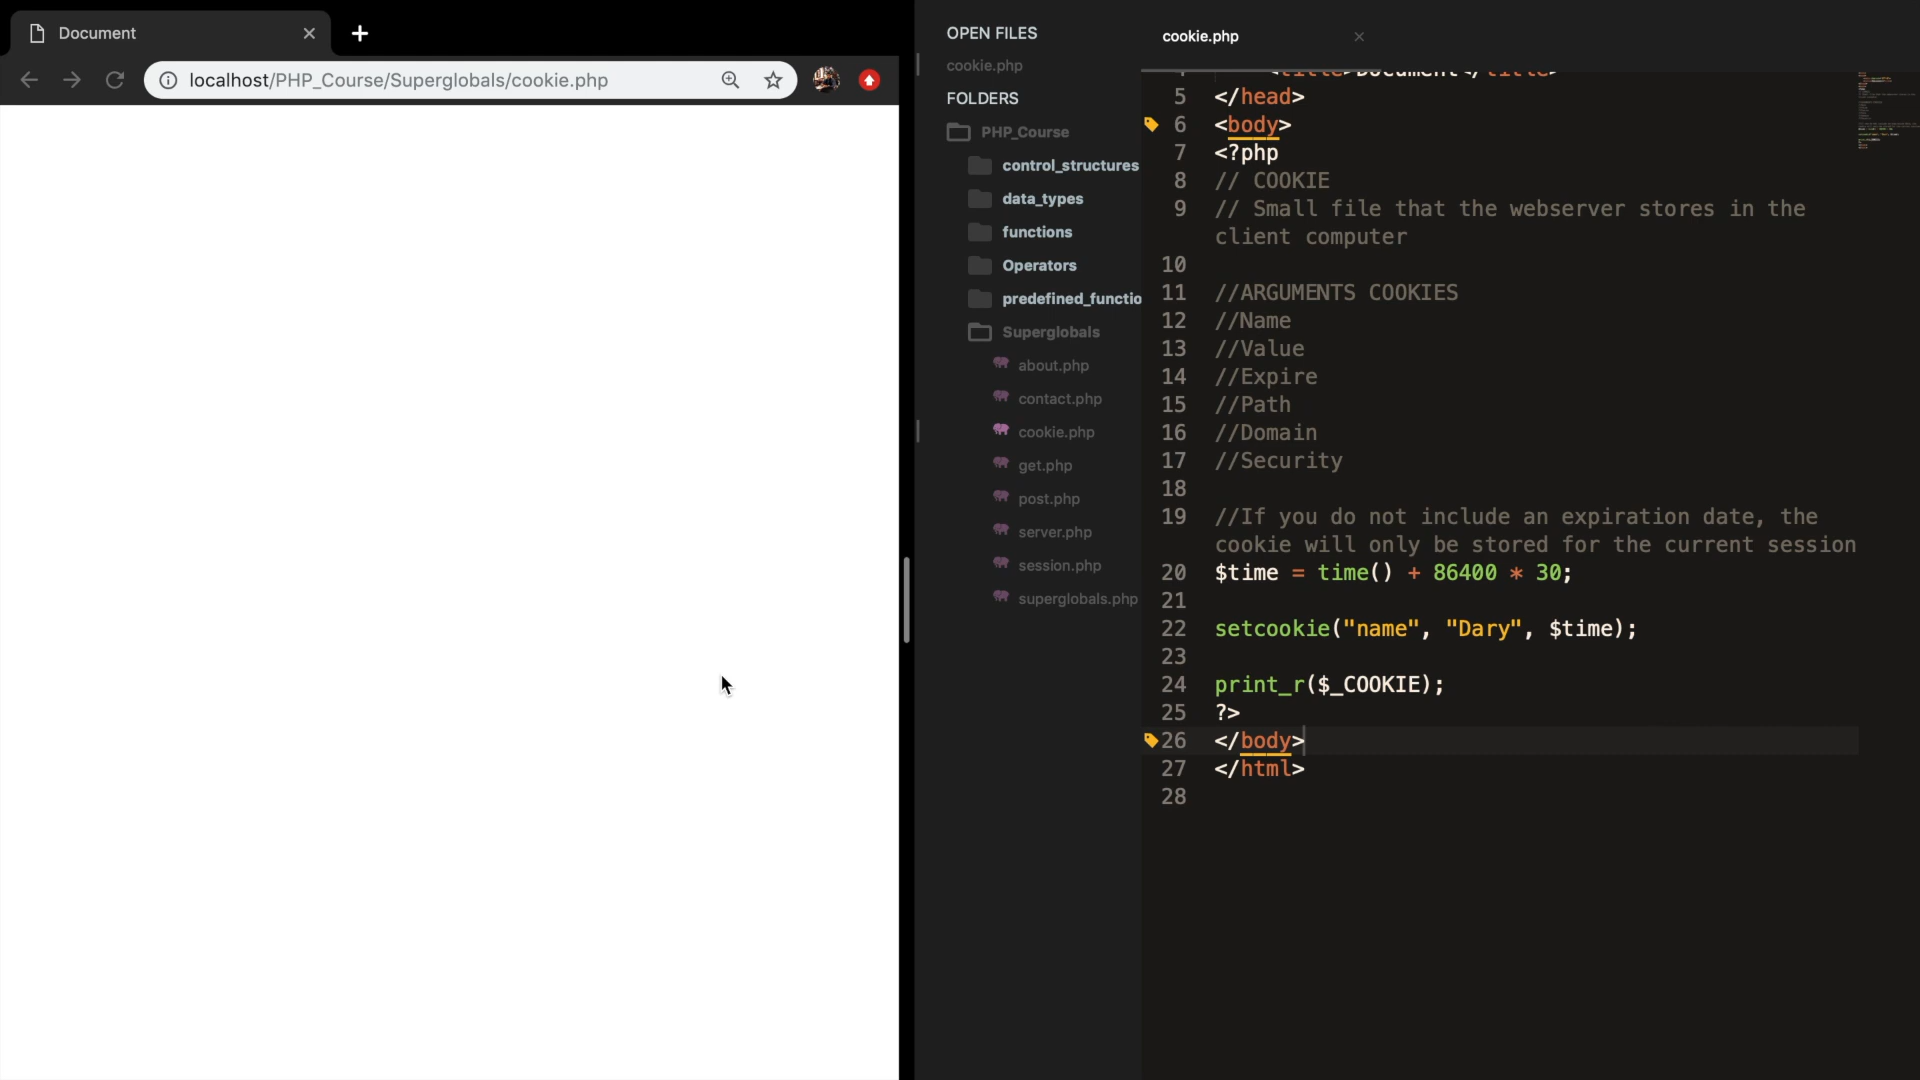 Document
localhost/PHP_Course/Superglobals/cookie.php
OPEN FILES
cookie.php
FOLDERS
PHP_Course
control_structures
data_types
functions
Operators
predefined_functio
Superglobals
about.php
contact.php
cookie.php
get.php
post.php
server.php
session.php
superglobals.php
cookie.php
4 <title>Document</title>
5 </head>
6 <body>
7 <?php
8 // COOKIE
9 // Small file that the webserver stores in the
client computer
10
11 //ARGUMENTS COOKIES
12 //Name
13 //Value
14 //Expire
15 //Path
16 //Domain
17 //Security
18
19 //If you do not include an expiration date, the
cookie will only be stored for the current session
20 $time = time() + 86400 * 30;
21
22 setcookie("name", "Dary", $time);
23
24 print_r($_COOKIE);
25 ?>
26 </body>
27 </html>
28